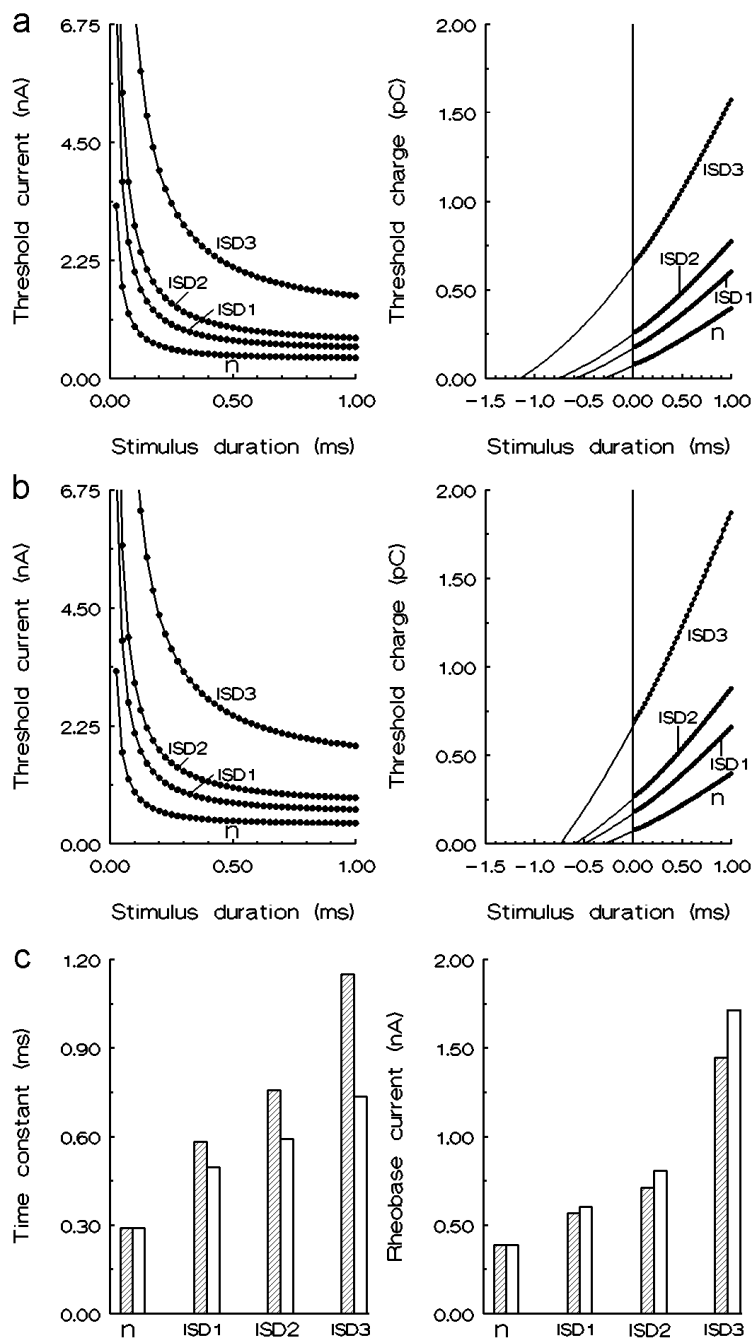 a
Threshold current (nA)
6.75
4.50
2.25
0.00
0.00
0.50
1.00
Stimulus duration (ms)
ISD3
ISD2
ISD1
n
Threshold charge (pC)
2.00
1.50
1.00
0.50
0.00
-1.5
-1.0
-0.5
0.00
0.50
1.00
Stimulus duration (ms)
ISD3
ISD2
ISD1
n
b
Threshold current (nA)
6.75
4.50
2.25
0.00
0.00
0.50
1.00
Stimulus duration (ms)
ISD3
ISD2
ISD1
n
Threshold charge (pC)
2.00
1.50
1.00
0.50
0.00
-1.5
-1.0
-0.5
0.00
0.50
1.00
Stimulus duration (ms)
ISD3
ISD2
ISD1
n
c
Time constant (ms)
1.20
0.90
0.60
0.30
0.00
n
ISD1
ISD2
ISD3
Rheobase current (nA)
2.00
1.50
1.00
0.50
0.00
n
ISD1
ISD2
ISD3